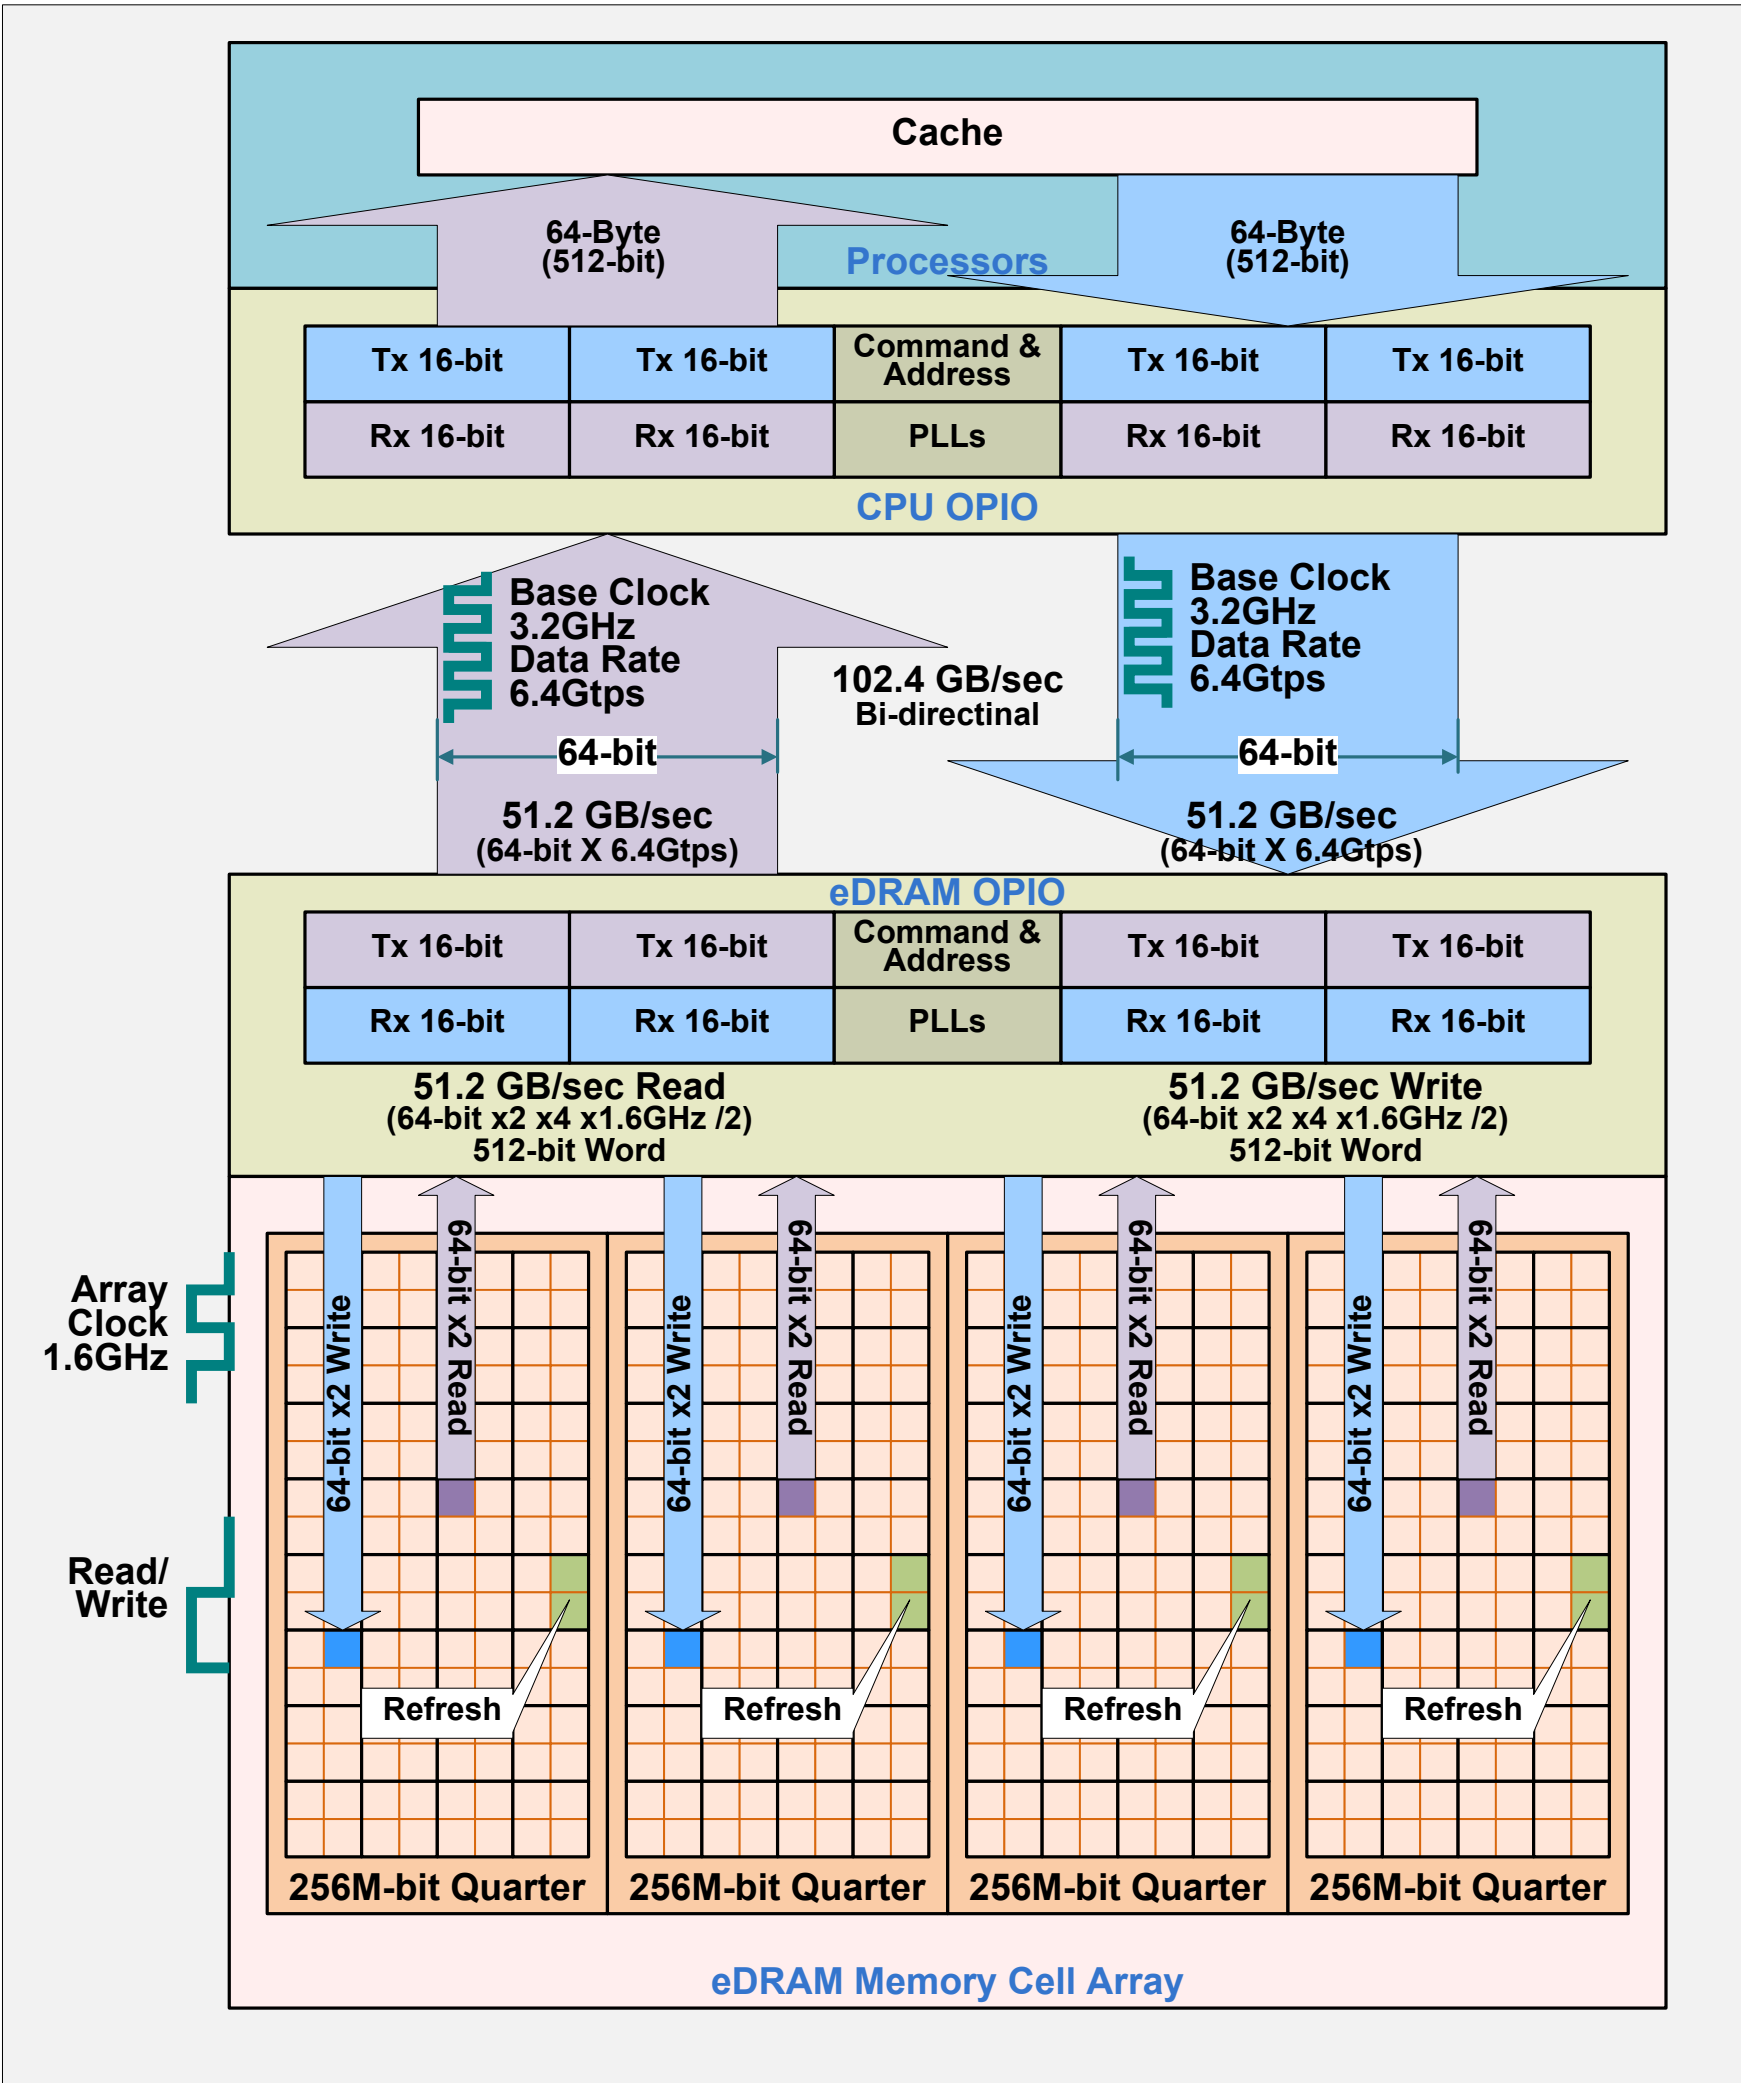 Cache
64-Byte
(512-bit)
64-Byte
(512-bit)
Processors
Tx 16-bit
Tx 16-bit
Command &
Address
Tx 16-bit
Tx 16-bit
Rx 16-bit
Rx 16-bit
PLLs
Rx 16-bit
Rx 16-bit
CPU OPIO
Base Clock
3.2GHz
Data Rate
6.4Gtps
Base Clock
3.2GHz
Data Rate
6.4Gtps
102.4 GB/sec
Bi-directinal
64-bit
64-bit
51.2 GB/sec
(64-bit X 6.4Gtps)
51.2 GB/sec
(64-bit X 6.4Gtps)
eDRAM OPIO
Tx 16-bit
Tx 16-bit
Command &
Address
Tx 16-bit
Tx 16-bit
Rx 16-bit
Rx 16-bit
PLLs
Rx 16-bit
Rx 16-bit
51.2 GB/sec Read
(64-bit x2 x4 x1.6GHz /2)
512-bit Word
51.2 GB/sec Write
(64-bit x2 x4 x1.6GHz /2)
512-bit Word
Array
Clock
1.6GHz
Read/
Write
64-bit x2 Write
64-bit x2 Read
64-bit x2 Write
64-bit x2 Read
64-bit x2 Write
64-bit x2 Read
64-bit x2 Write
64-bit x2 Read
Refresh
Refresh
Refresh
Refresh
256M-bit Quarter
256M-bit Quarter
256M-bit Quarter
256M-bit Quarter
eDRAM Memory Cell Array